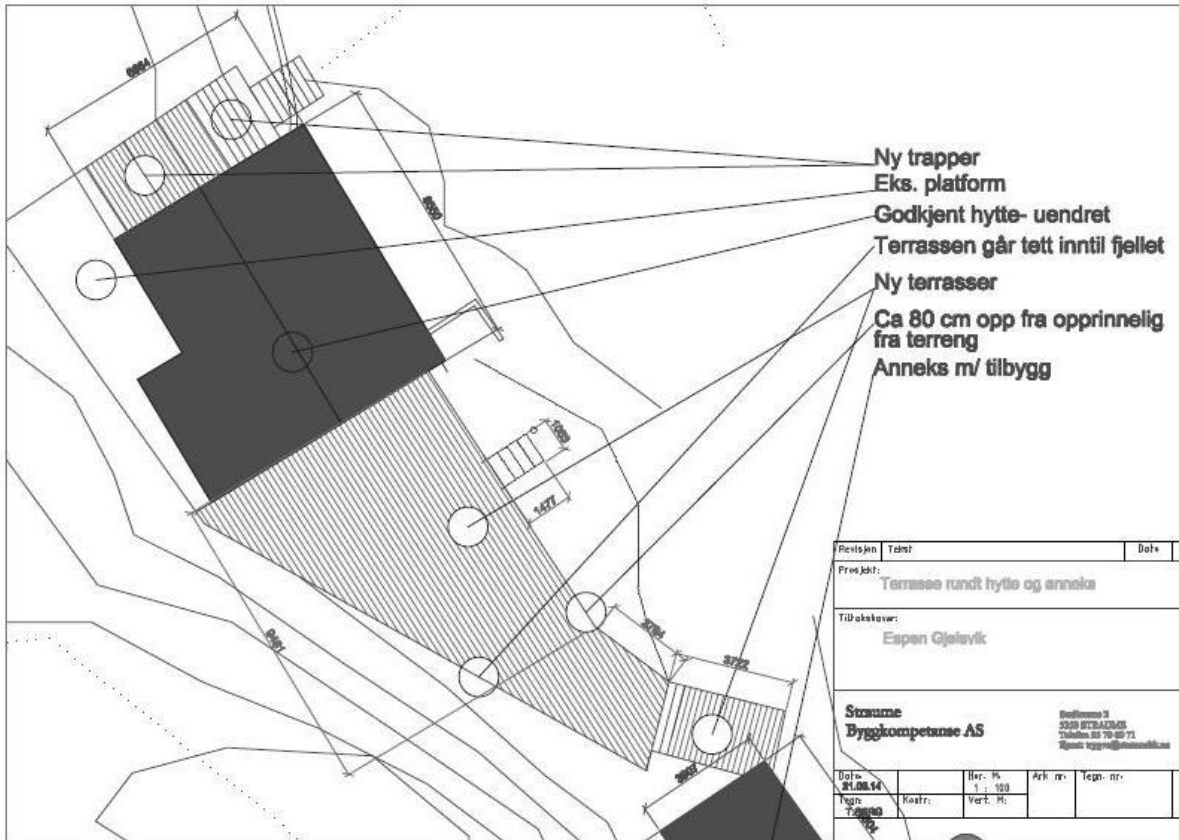 Ny trapper
Eks. platform
Godkjent hytte- uendret
Terrassen går tett inntil fjellet
Ny terrasser
Ca 80 cm opp fra opprinnelig
fra terreng
Anneks m/ tilbygg
1477
3722
Revisjon Tekst Dato
Prosjekt:
Terrasse rundt hytte og anneks
Tiltakshaver:
Espen Gjelsvik
Straume
Byggkompetanse AS
Dato Hor. M: Ark nr. Tegn. nr.
1 : 100
Tegn: Kontr: Vert. M: